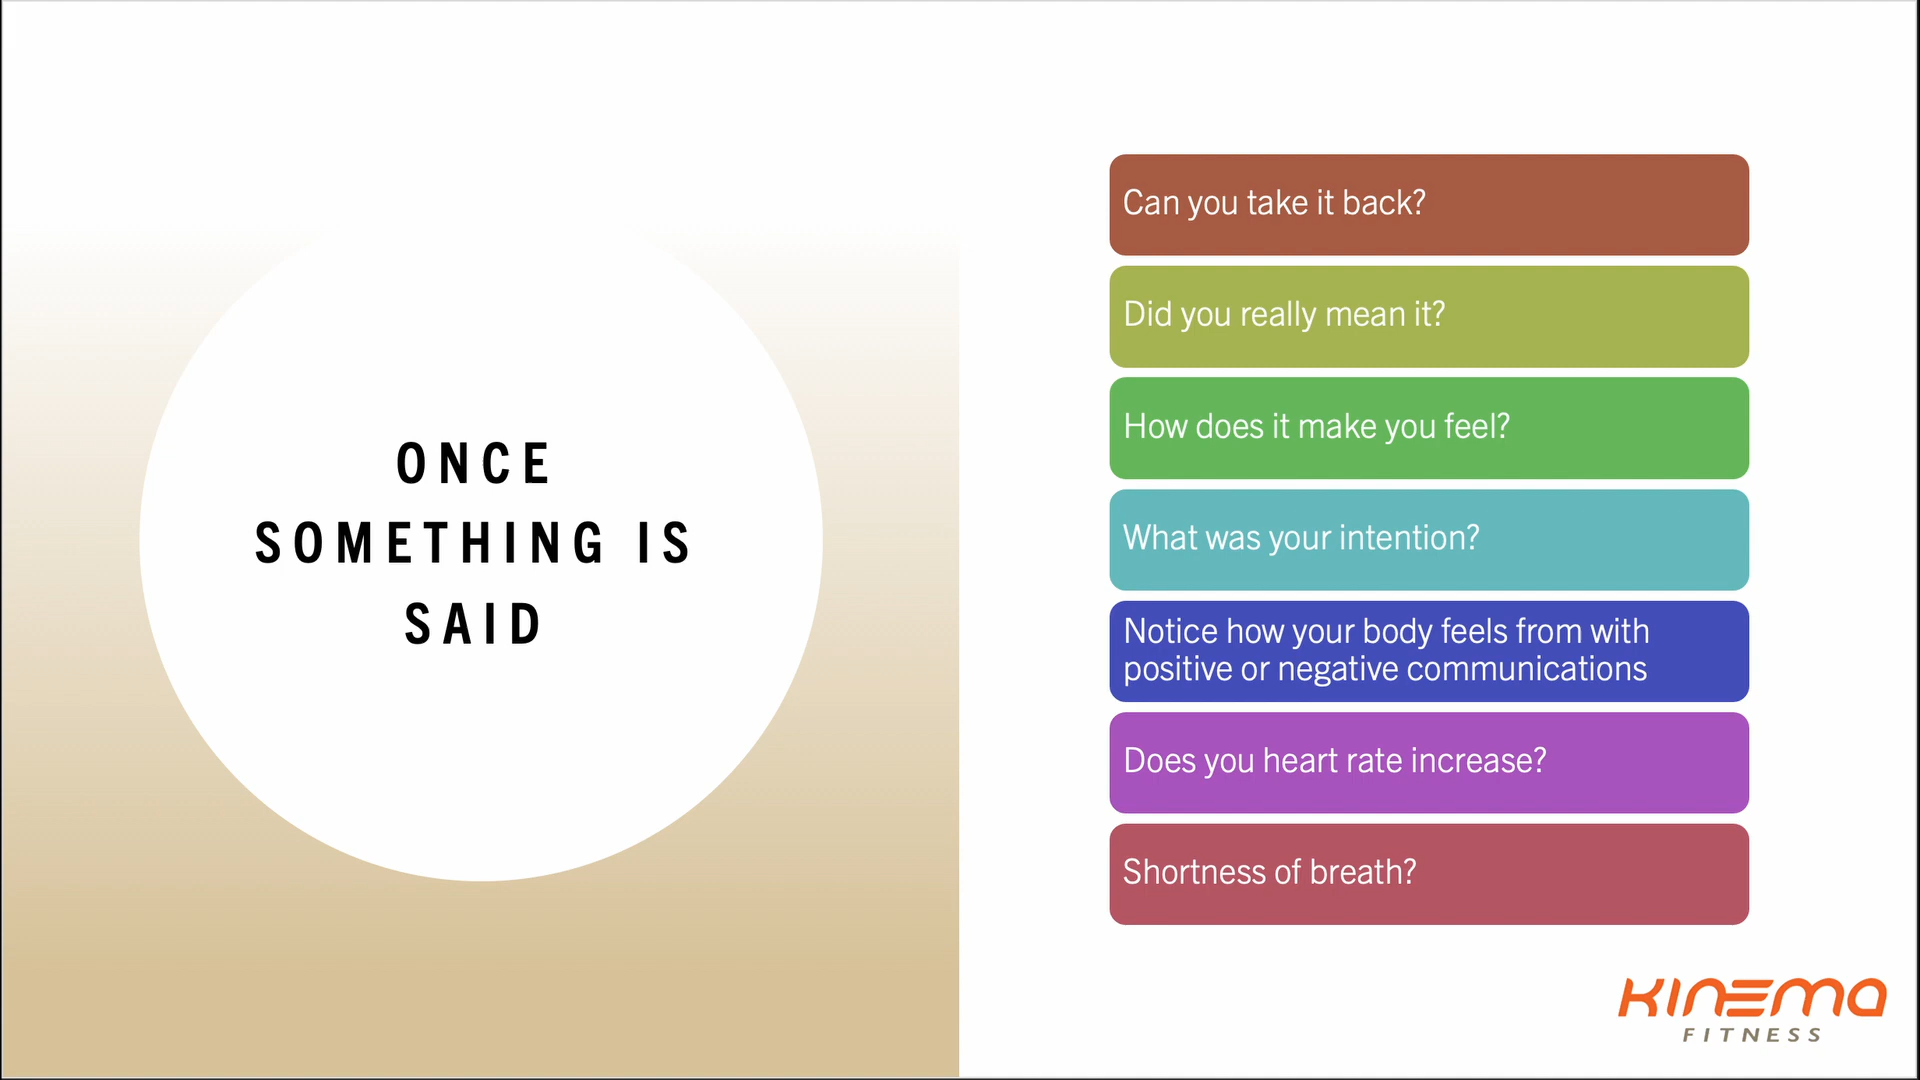 ONCE
SOMETHING IS
SAID
Can you take it back?
Did you really mean it?
How does it make you feel?
What was your intention?
Notice how your body feels from with
positive or negative communications
Does you heart rate increase?
Shortness of breath?
KINEMA
FITNESS